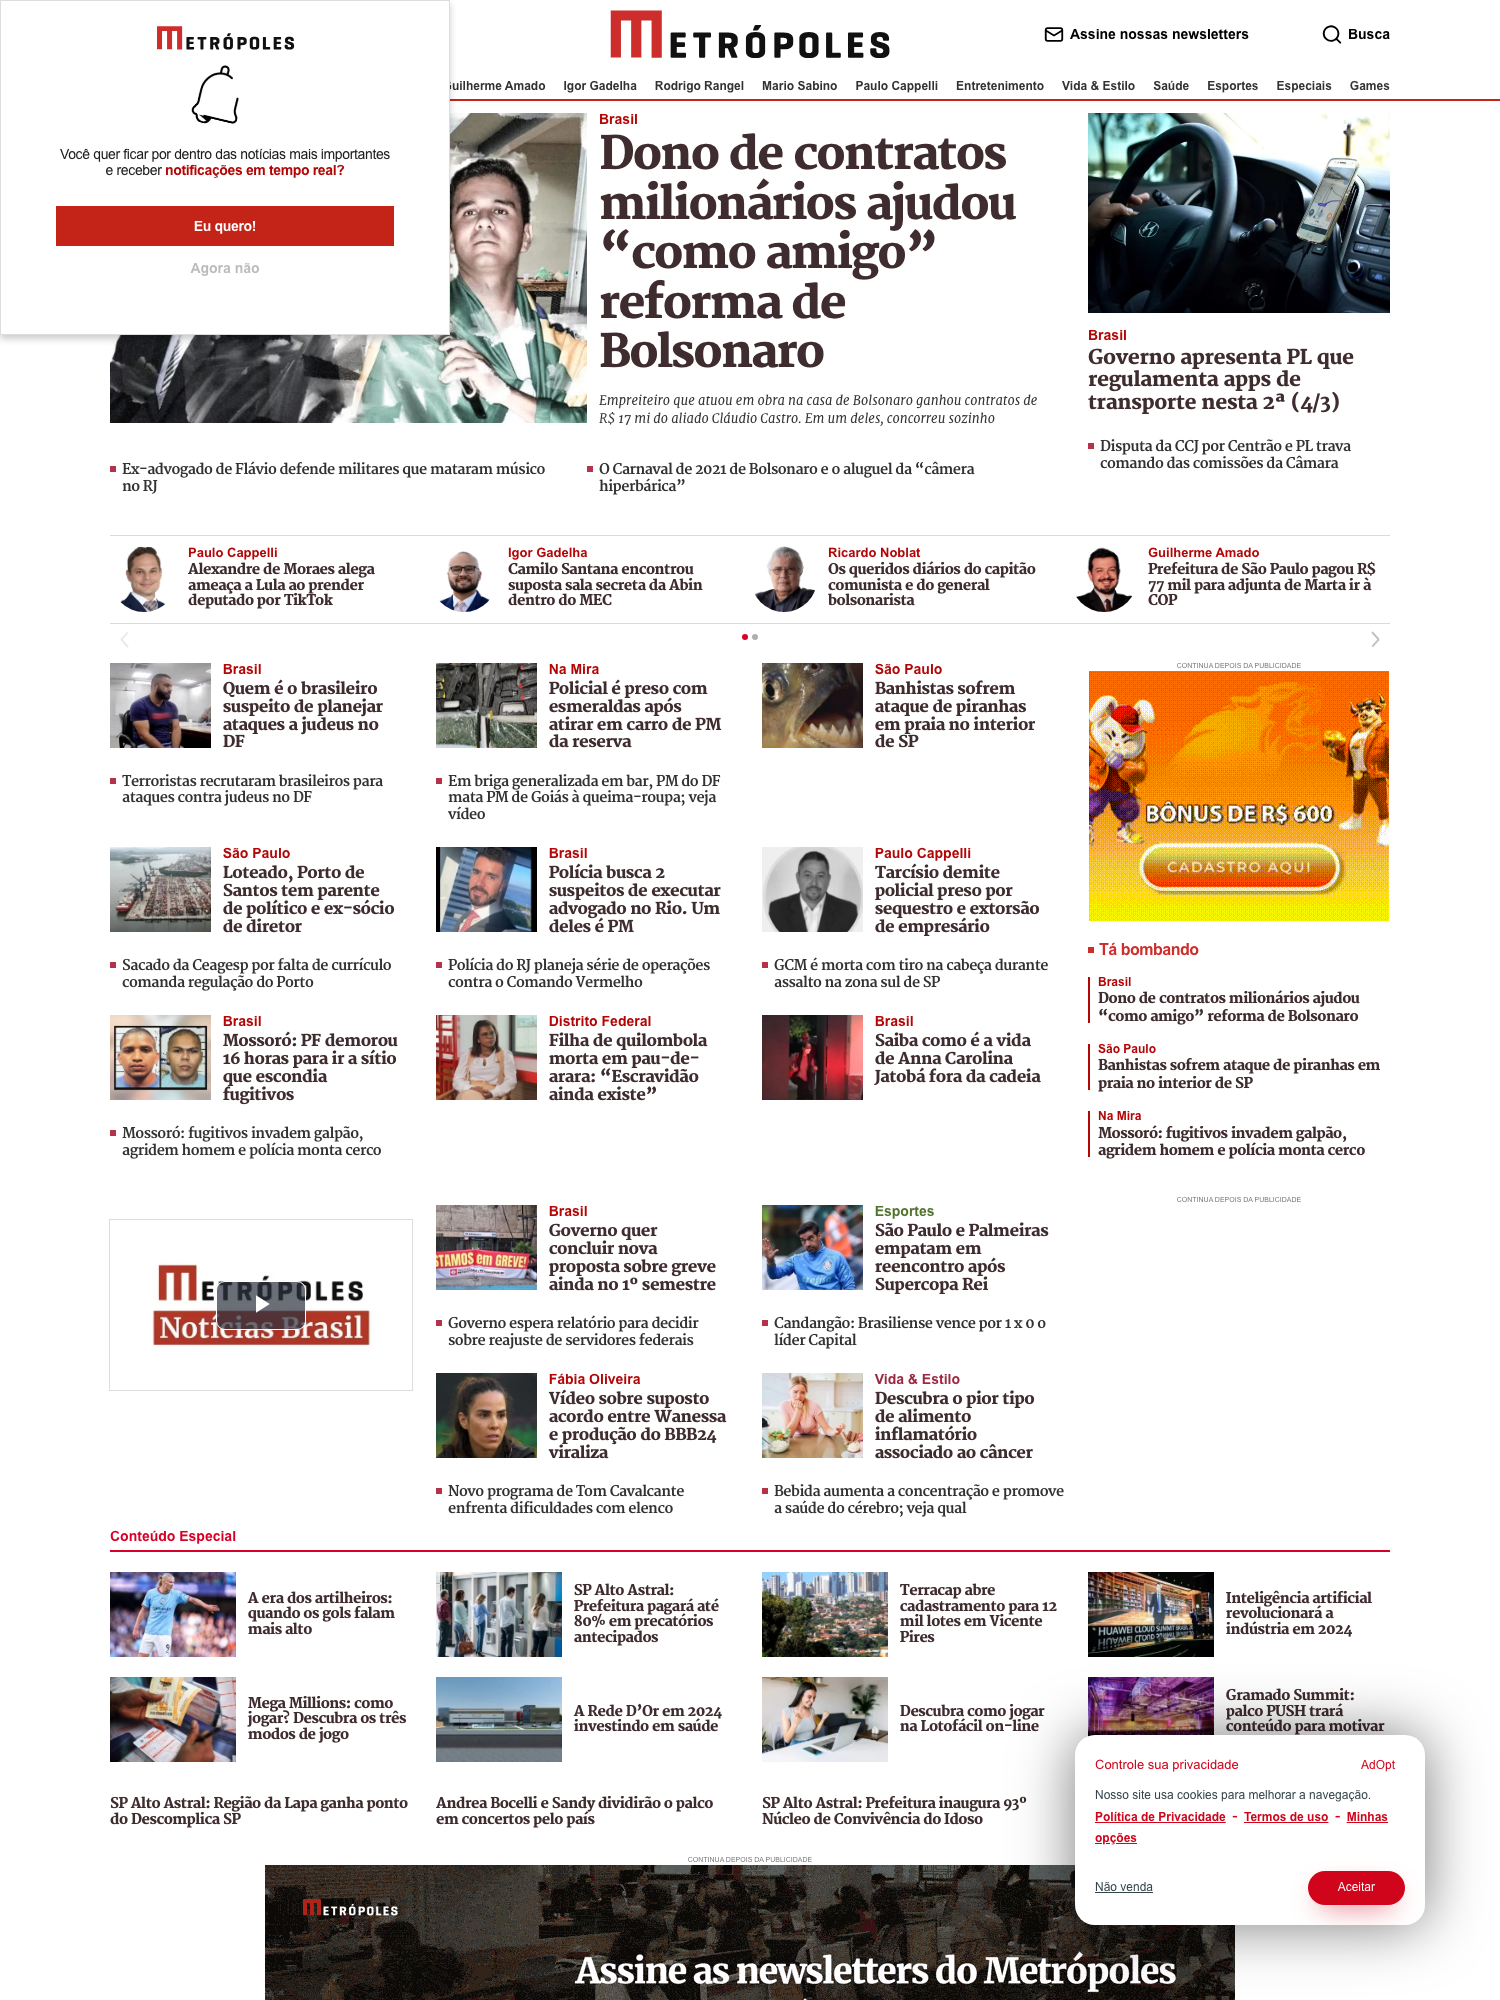 METRÓPOLES
Você quer ficar por dentro das notícias mais importantes
e receber notificações em tempo real?
Eu quero!
Agora não
METRÓPOLES
Assine nossas newsletters
Busca
Guilherme Amado Igor Gadelha Rodrigo Rangel Mario Sabino Paulo Cappelli Entretenimento Vida & Estilo Saúde Esportes Especiais Games
Brasil
Dono de contratos
milionários ajudou
“como amigo”
reforma de
Bolsonaro
Empreiteiro que atuou em obra na casa de Bolsonaro ganhou contratos de
R$ 17 mi do aliado Cláudio Castro. Em um deles, concorreu sozinho
Ex-advogado de Flávio defende militares que mataram músico
no RJ
O Carnaval de 2021 de Bolsonaro e o aluguel da “câmera
hiperbárica”
Brasil
Governo apresenta PL que
regulamenta apps de
transporte nesta 2ª (4/3)
Disputa da CCJ por Centrão e PL trava
comando das comissões da Câmara
Paulo Cappelli
Alexandre de Moraes alega
ameaça a Lula ao prender
deputado por TikTok
Igor Gadelha
Camilo Santana encontrou
suposta sala secreta da Abin
dentro do MEC
Ricardo Noblat
Os queridos diários do capitão
comunista e do general
bolsonarista
Guilherme Amado
Prefeitura de São Paulo pagou R$
77 mil para adjunta de Marta ir à
COP
Brasil
Quem é o brasileiro
suspeito de planejar
ataques a judeus no
DF
Terroristas recrutaram brasileiros para
ataques contra judeus no DF
Na Mira
Policial é preso com
esmeraldas após
atirar em carro de PM
da reserva
Em briga generalizada em bar, PM do DF
mata PM de Goiás à queima-roupa; veja
vídeo
São Paulo
Banhistas sofrem
ataque de piranhas
em praia no interior
de SP
CONTINUA DEPOIS DA PUBLICIDADE
BÔNUS DE R$ 600
CADASTRO AQUI
São Paulo
Loteado, Porto de
Santos tem parente
de político e ex-sócio
de diretor
Sacado da Ceagesp por falta de currículo
comanda regulação do Porto
Brasil
Polícia busca 2
suspeitos de executar
advogado no Rio. Um
deles é PM
Polícia do RJ planeja série de operações
contra o Comando Vermelho
Paulo Cappelli
Tarcísio demite
policial preso por
sequestro e extorsão
de empresário
GCM é morta com tiro na cabeça durante
assalto na zona sul de SP
Tá bombando
Brasil
Dono de contratos milionários ajudou
“como amigo” reforma de Bolsonaro
São Paulo
Banhistas sofrem ataque de piranhas em
praia no interior de SP
Na Mira
Mossoró: fugitivos invadem galpão,
agridem homem e polícia monta cerco
CONTINUA DEPOIS DA PUBLICIDADE
Brasil
Mossoró: PF demorou
16 horas para ir a sítio
que escondia
fugitivos
Mossoró: fugitivos invadem galpão,
agridem homem e polícia monta cerco
Distrito Federal
Filha de quilombola
morta em pau-de-
arara: “Escravidão
ainda existe”
Brasil
Saiba como é a vida
de Anna Carolina
Jatobá fora da cadeia
METRÓPOLES
Notícias Brasil
ESTAMOS em GREVE!
Brasil
Governo quer
concluir nova
proposta sobre greve
ainda no 1º semestre
Governo espera relatório para decidir
sobre reajuste de servidores federais
Esportes
São Paulo e Palmeiras
empatam em
reencontro após
Supercopa Rei
Candangão: Brasiliense vence por 1 x 0 o
líder Capital
Fábia Oliveira
Vídeo sobre suposto
acordo entre Wanessa
e produção do BBB24
viraliza
Novo programa de Tom Cavalcante
enfrenta dificuldades com elenco
Vida & Estilo
Descubra o pior tipo
de alimento
inflamatório
associado ao câncer
Bebida aumenta a concentração e promove
a saúde do cérebro; veja qual
Conteúdo Especial
A era dos artilheiros:
quando os gols falam
mais alto
SP Alto Astral:
Prefeitura pagará até
80% em precatórios
antecipados
Terracap abre
cadastramento para 12
mil lotes em Vicente
Pires
HUAWEI CLOUD SUMMIT BRASIL
Inteligência artificial
revolucionará a
indústria em 2024
Mega Millions: como
jogar? Descubra os três
modos de jogo
A Rede D’Or em 2024
investindo em saúde
Descubra como jogar
na Lotofácil on-line
Gramado Summit:
palco PUSH trará
conteúdo para motivar
SP Alto Astral: Região da Lapa ganha ponto
do Descomplica SP
Andrea Bocelli e Sandy dividirão o palco
em concertos pelo país
SP Alto Astral: Prefeitura inaugura 93º
Núcleo de Convivência do Idoso
Controle sua privacidade
AdOpt
Nosso site usa cookies para melhorar a navegação.
Política de Privacidade - Termos de uso - Minhas
opções
Não venda
Aceitar
CONTINUA DEPOIS DA PUBLICIDADE
METRÓPOLES
Assine as newsletters do Metrópoles